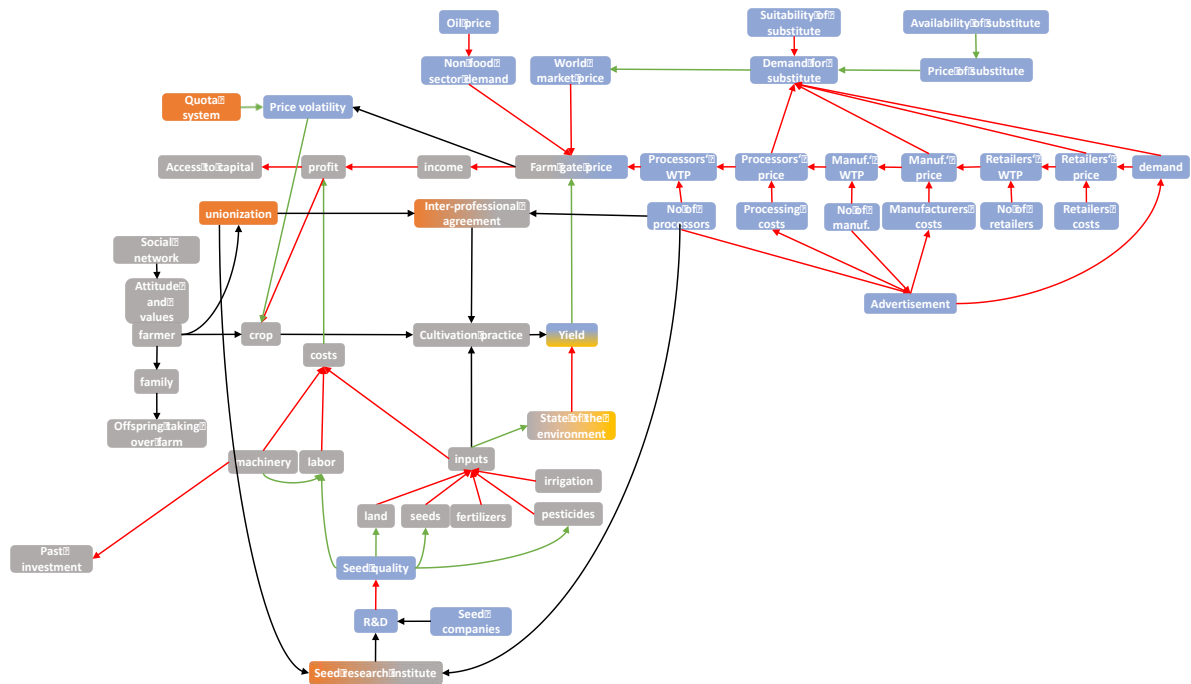 Oil price
Suitability of
substitute
Availability of substitute
Non food
sector demand
World
market price
Demand for
substitute
Price of substitute
Quota
system
Price volatility
Access to capital
profit
income
Farm gate price
Processors'
WTP
Processors'
price
Manuf.'
WTP
Manuf.'
price
Retailers'
WTP
Retailers'
price
demand
unionization
Inter-professional
agreement
No of
processors
Processing
costs
No of
manuf.
Manufacturers
costs
No of
retailers
Retailers
costs
Social
network
Attitude
and
values
Advertisement
farmer
crop
Cultivation practice
Yield
costs
family
Offspring taking
over farm
State of the
environment
machinery
labor
inputs
irrigation
land
seeds
fertilizers
pesticides
Past
investment
Seed quality
R&D
Seed
companies
Seed research institute